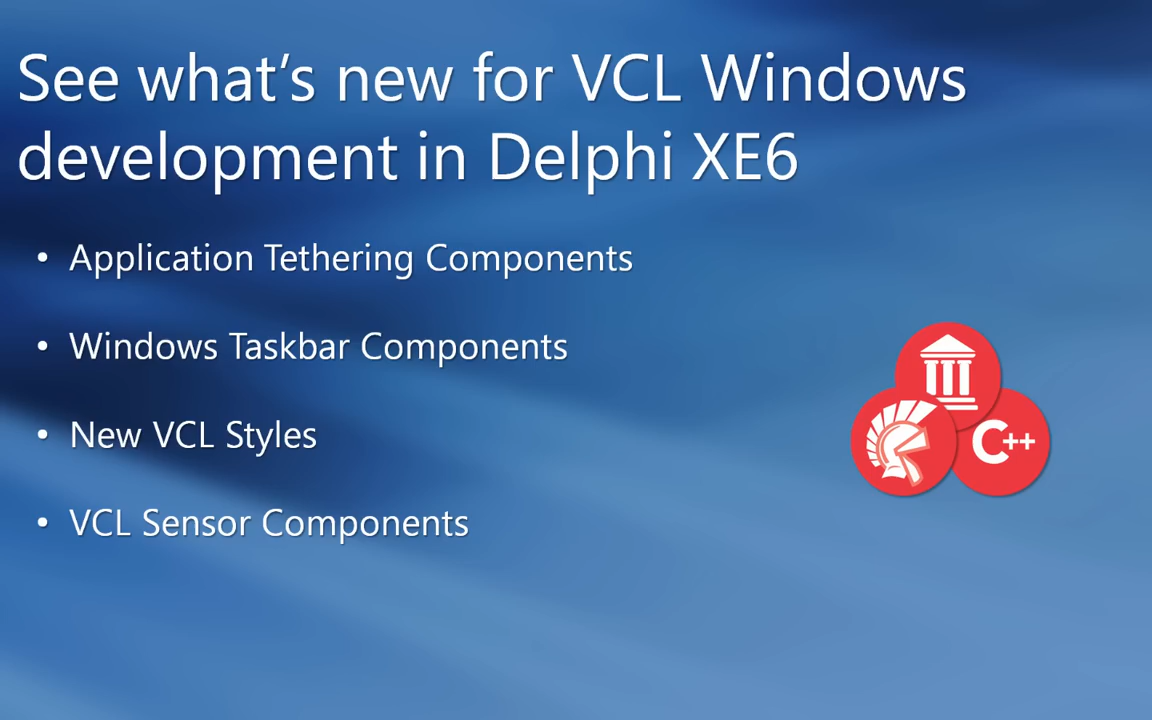 See what’s new for VCL Windows
development in Delphi XE6
• Application Tethering Components
• Windows Taskbar Components
• New VCL Styles
• VCL Sensor Components
C++